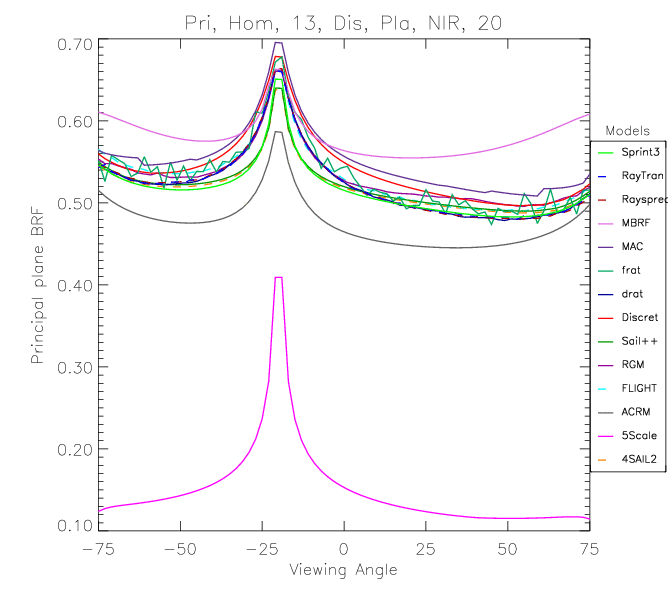 Pri, Hom, 13, Dis, Pla, NIR, 20
0.70
0.60
0.50
0.40
0.30
0.20
0.10
Principal plane BRF
-75
-50
-25
0
25
50
75
Viewing Angle
Models
Sprint3
RayTran
Raysprec
MBRF
MAC
frat
drat
Discret
Sail++
RGM
FLIGHT
ACRM
5Scale
4SAIL2